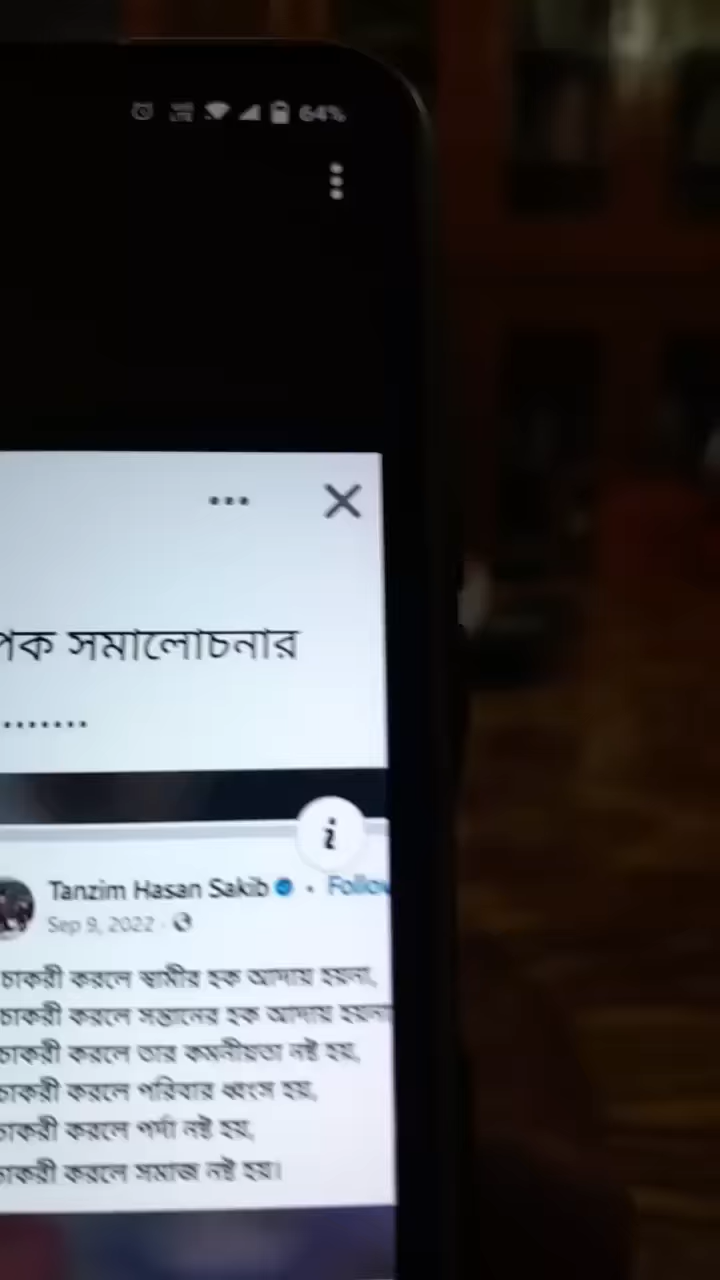 64%
সমালোচনার
.......
Tanzim Hasan Sakib • Follow
Sep 9, 2022
চাকরী করলে স্বামীর হক আদায় হয়না,
চাকরী করলে সন্তানের হক আদায় হয়না
চাকরী করলে তার কমনীয়তা নষ্ট হয়,
চাকরী করলে পরিবার ধ্বংস হয়,
চাকরী করলে পর্দা নষ্ট হয়,
চাকরী করলে সমাজ নষ্ট হয়।